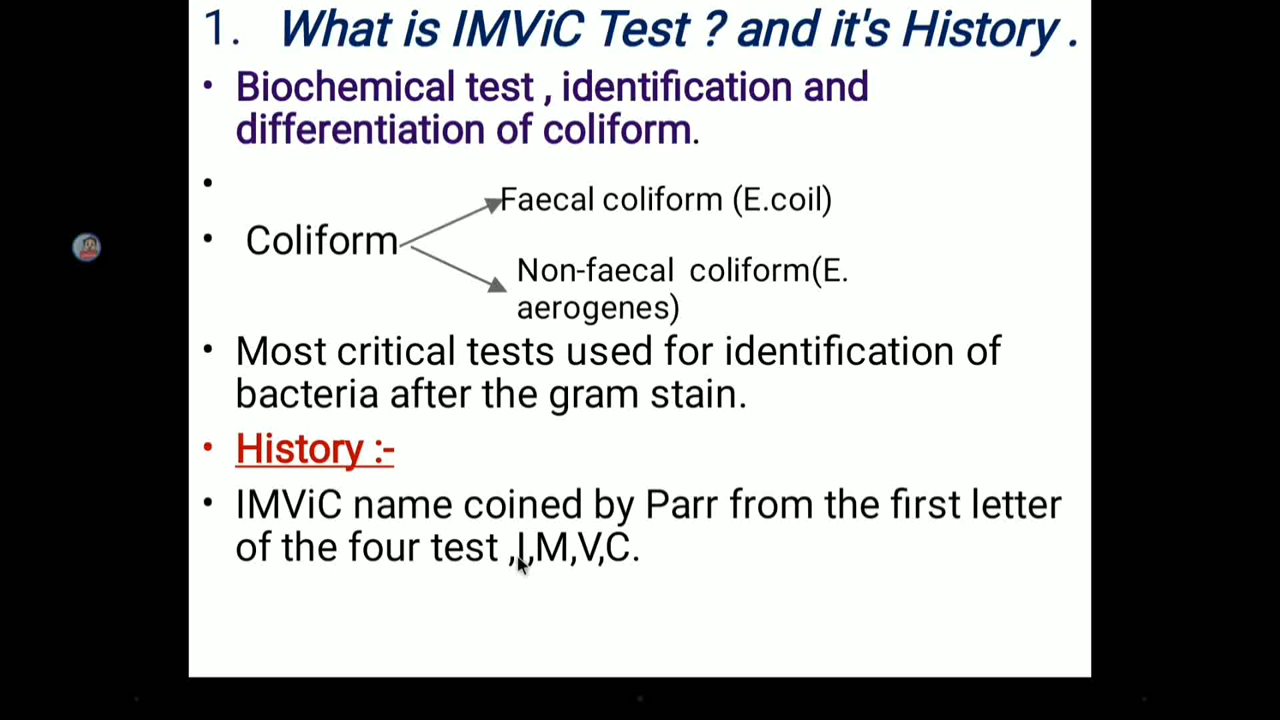 1. What is IMViC Test ? and it's History .
• Biochemical test , identification and
differentiation of coliform.
•
Faecal coliform (E.coil)
• Coliform
Non-faecal coliform(E.
aerogenes)
• Most critical tests used for identification of
bacteria after the gram stain.
• History :-
• IMViC name coined by Parr from the first letter
of the four test ,I,M,V,C.